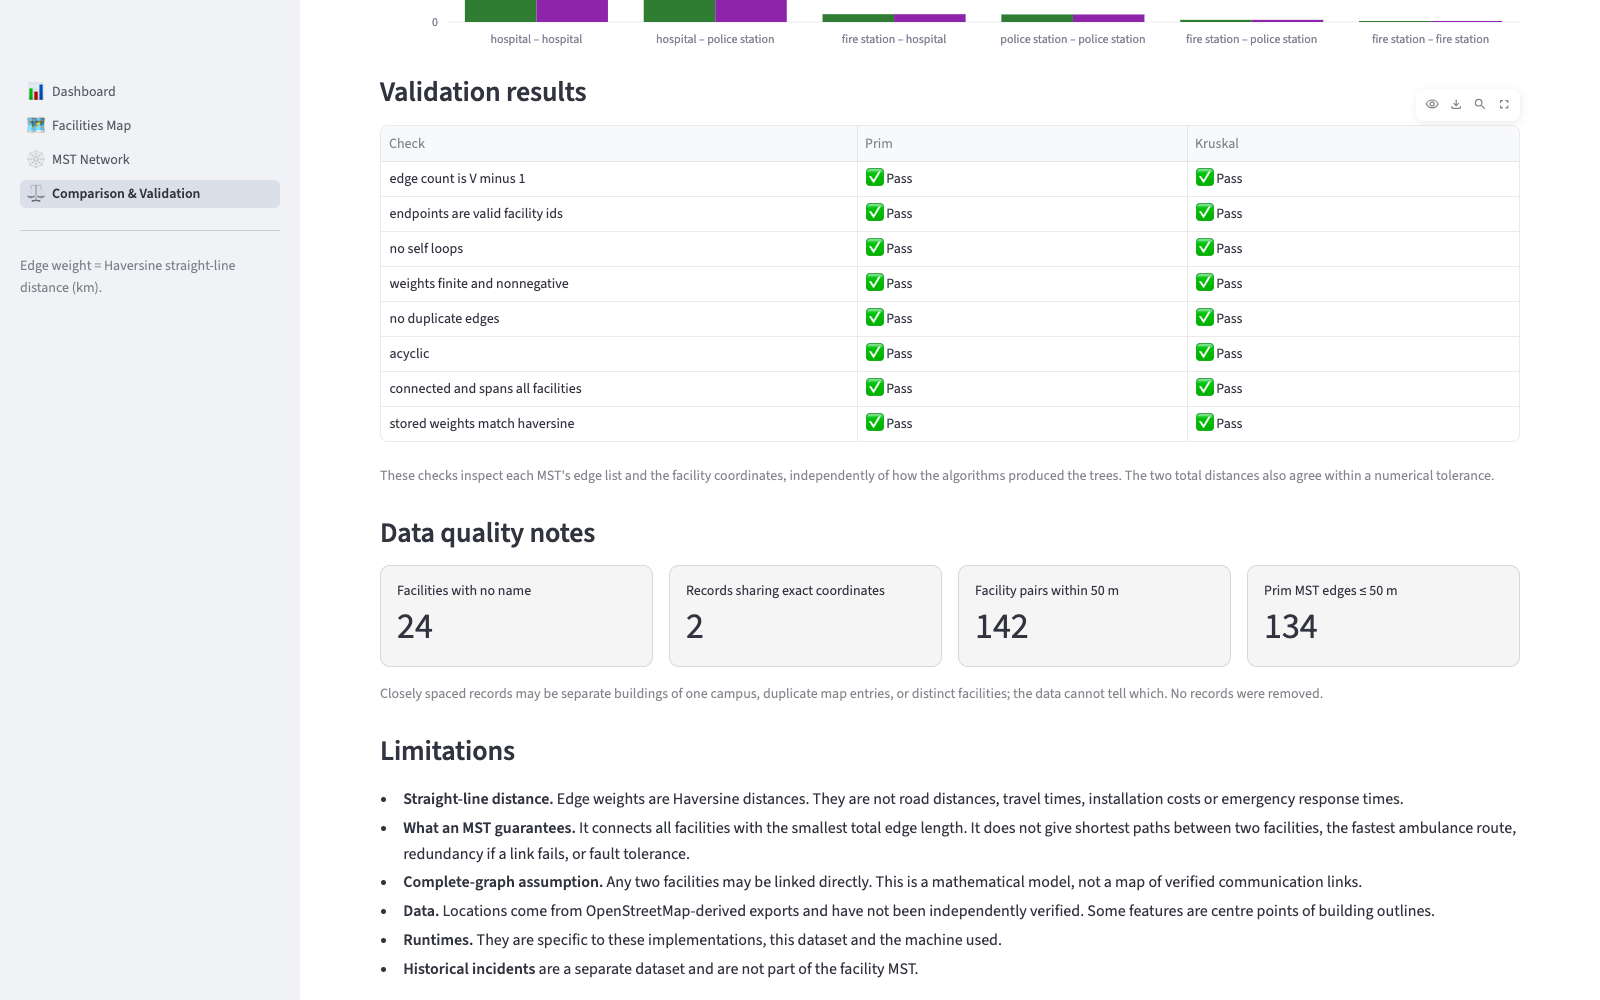 Dashboard
Facilities Map
MST Network
Comparison & Validation
Edge weight = Haversine straight-line
distance (km).
0
hospital – hospital
hospital – police station
fire station – hospital
police station – police station
fire station – police station
fire station – fire station
Validation results
Check Prim Kruskal
edge count is V minus 1 ✅ Pass ✅ Pass
endpoints are valid facility ids ✅ Pass ✅ Pass
no self loops ✅ Pass ✅ Pass
weights finite and nonnegative ✅ Pass ✅ Pass
no duplicate edges ✅ Pass ✅ Pass
acyclic ✅ Pass ✅ Pass
connected and spans all facilities ✅ Pass ✅ Pass
stored weights match haversine ✅ Pass ✅ Pass
These checks inspect each MST's edge list and the facility coordinates, independently of how the algorithms produced the trees. The two total distances also agree within a numerical tolerance.
Data quality notes
Facilities with no name
24
Records sharing exact coordinates
2
Facility pairs within 50 m
142
Prim MST edges ≤ 50 m
134
Closely spaced records may be separate buildings of one campus, duplicate map entries, or distinct facilities; the data cannot tell which. No records were removed.
Limitations
• Straight-line distance. Edge weights are Haversine distances. They are not road distances, travel times, installation costs or emergency response times.
• What an MST guarantees. It connects all facilities with the smallest total edge length. It does not give shortest paths between two facilities, the fastest ambulance route,
redundancy if a link fails, or fault tolerance.
• Complete-graph assumption. Any two facilities may be linked directly. This is a mathematical model, not a map of verified communication links.
• Data. Locations come from OpenStreetMap-derived exports and have not been independently verified. Some features are centre points of building outlines.
• Runtimes. They are specific to these implementations, this dataset and the machine used.
• Historical incidents are a separate dataset and are not part of the facility MST.